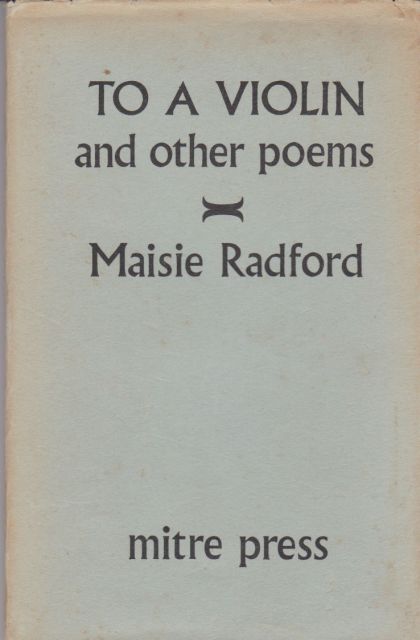 TO A VIOLIN
and other poems
Maisie Radford
mitre press